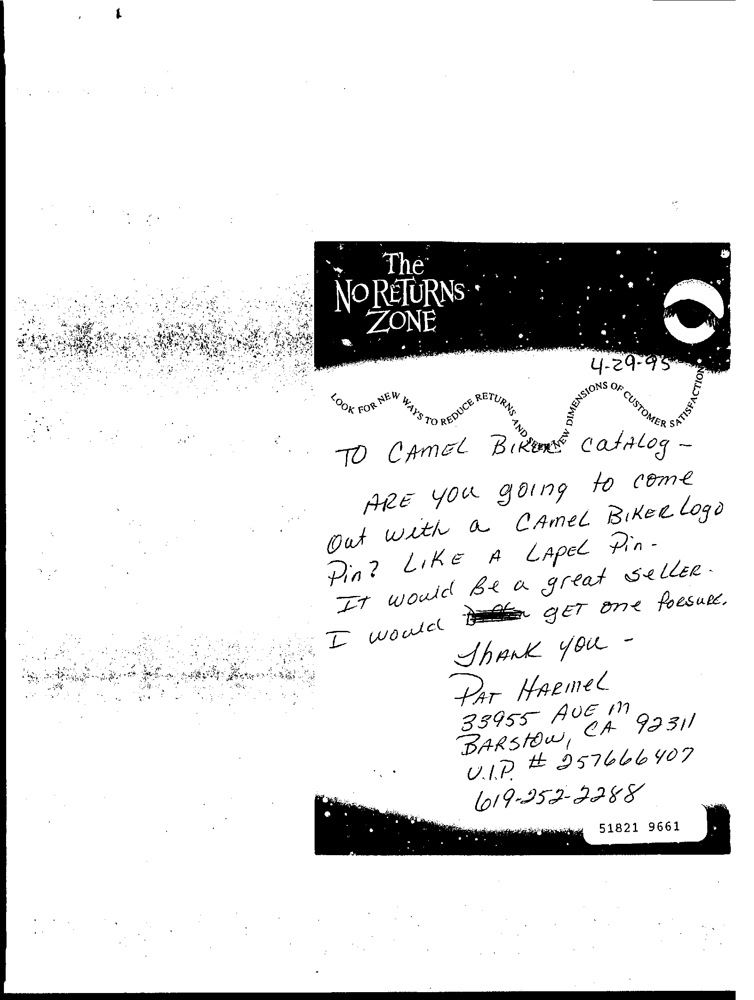 The
NO RETURNS
ZONE
4-29-95
LOOK FOR NEW WAYS TO REDUCE RETURNS AND NEW DIMENSIONS OF CUSTOMER SATISFACTION
TO CAMEL BIKER CATALOG -
ARE YOU going to come
Out with a CAMEL BIKER Logo
Pin? LIKE A LAPEL Pin-
IT would Be a great SELLER.
I would GET one FORSURE.
THANK YOU -
PAT HARMEL
33955 AVE M
BARSTOW, CA 92311
V.I.P. # 257666407
619-252-2288
51821 9661